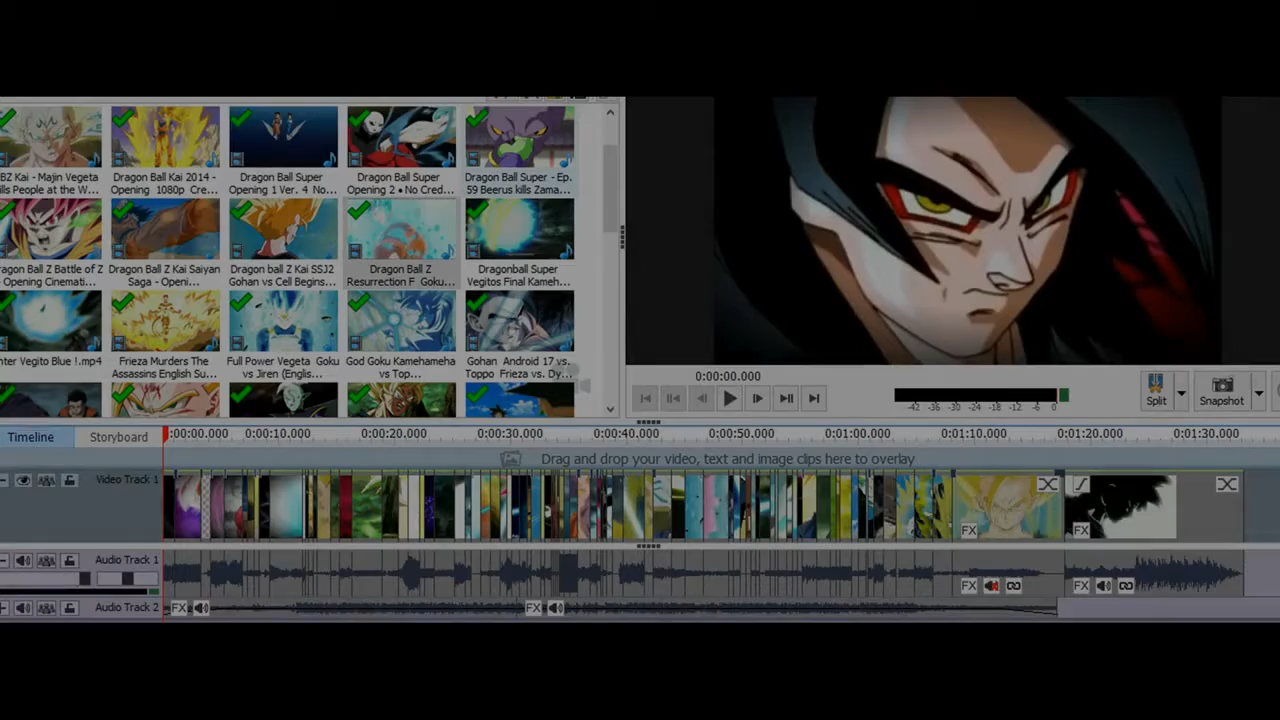 BZ Kai - Majin Vegeta
ills People at the W...
Dragon Ball Kai 2014 -
Opening 1080p Cre...
Dragon Ball Super
Opening 1 Ver. 4 No...
Dragon Ball Super
Opening 2 • No Cred...
Dragon Ball Super - Ep.
59 Beerus kills Zama...
ragon Ball Z Battle of Z
Opening Cinemati...
Dragon Ball Z Kai Saiyan
Saga - Openi...
Dragon ball Z Kai SSJ2
Gohan vs Cell Begins...
Dragon Ball Z
Resurrection F Goku...
Dragonball Super
Vegitos Final Kameh...
nter Vegito Blue !.mp4
Frieza Murders The
Assassins English Su...
Full Power Vegeta Goku
vs Jiren (Englis...
God Goku Kamehameha
vs Top...
Gohan Android 17 vs.
Toppo Frieza vs. Dy...
0:00:00.000
-42 -36 -30 -24 -18 -12 -6 0
Split
Snapshot
Timeline
Storyboard
:00:00.000 0:00:10.000 0:00:20.000 0:00:30.000 0:00:40.000 0:00:50.000 0:01:00.000 0:01:10.000 0:01:20.000 0:01:30.000
Drag and drop your video, text and image clips here to overlay
Video Track 1
FX
FX
Audio Track 1
FX
FX
Audio Track 2
FX
FX